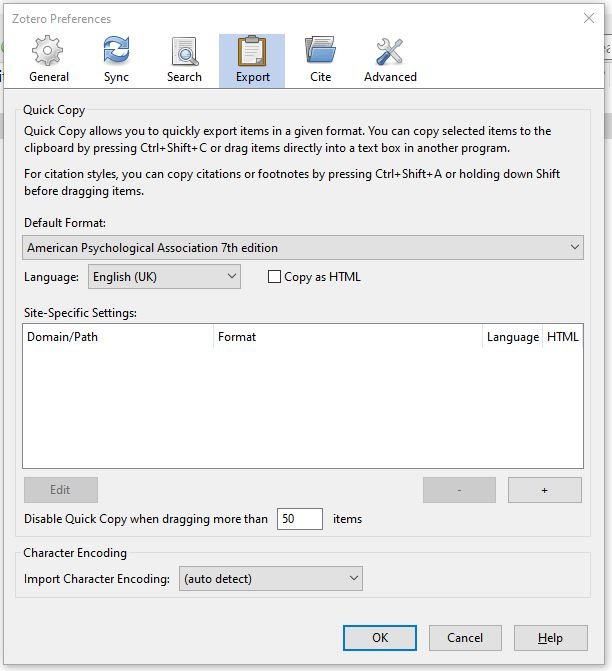 Zotero Preferences
General Sync Search Export Cite Advanced
Quick Copy
Quick Copy allows you to quickly export items in a given format. You can copy selected items to the
clipboard by pressing Ctrl+Shift+C or drag items directly into a text box in another program.
For citation styles, you can copy citations or footnotes by pressing Ctrl+Shift+A or holding down Shift
before dragging items.
Default Format:
American Psychological Association 7th edition
Language: English (UK) Copy as HTML
Site-Specific Settings:
Domain/Path Format Language HTML
Edit - +
Disable Quick Copy when dragging more than 50 items
Character Encoding
Import Character Encoding: (auto detect)
OK Cancel Help